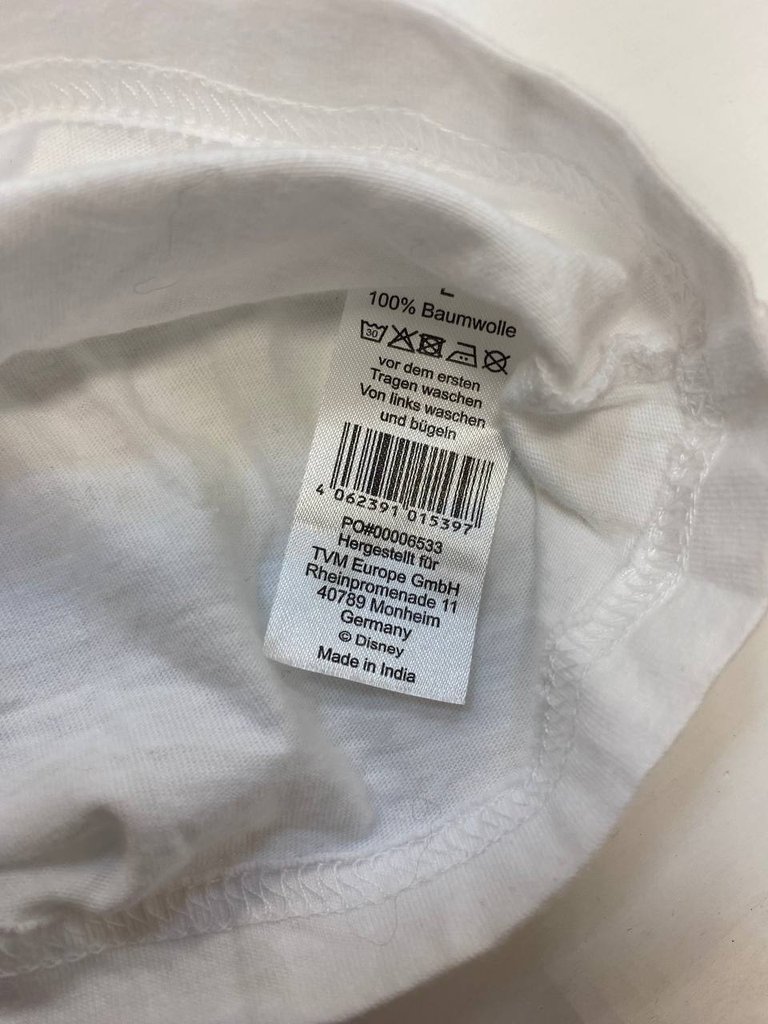 100% Baumwolle
30
vor dem ersten
Tragen waschen
Von links waschen
und bügeln
4 062391 015397
PO#00006533
Hergestellt für
TVM Europe GmbH
Rheinpromenade 11
40789 Monheim
Germany
© Disney
Made in India